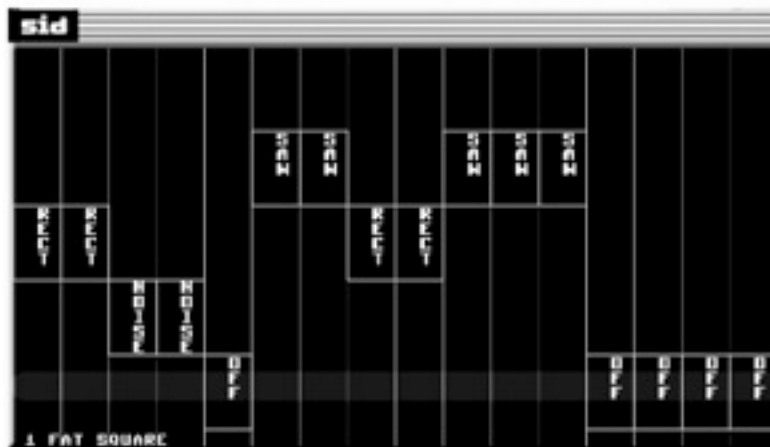 sid
SAW SAW SAW SAW SAW
RECT RECT RECT RECT
NOISE NOISE
OFF OFF OFF OFF OFF
1 FAT SQUARE